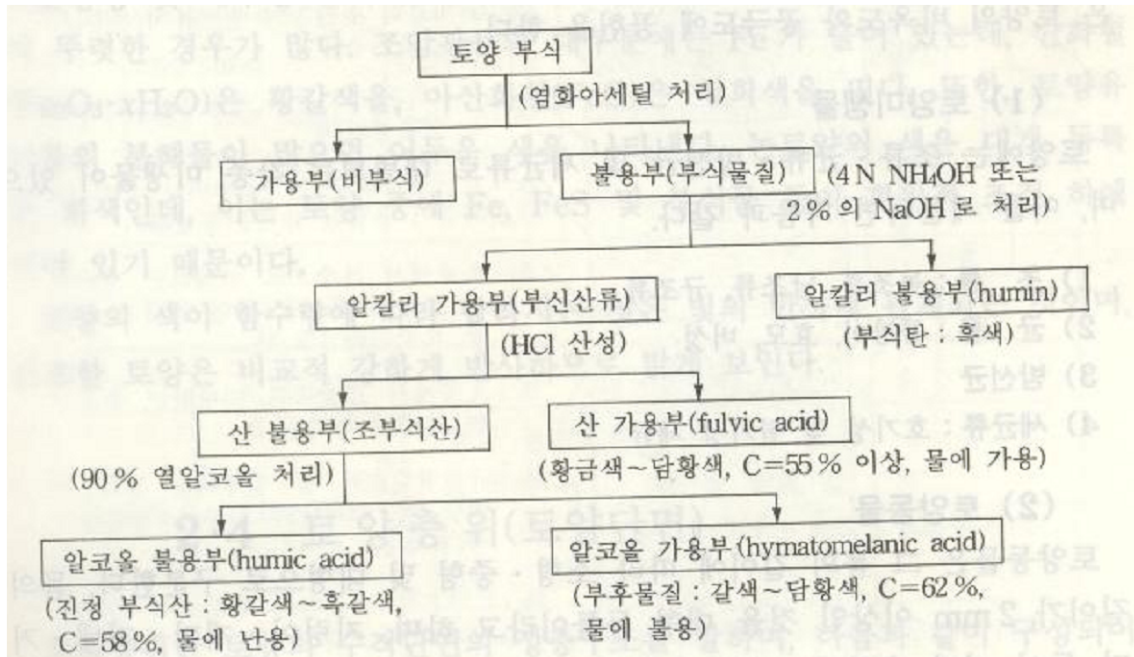 토양 부식
(염화아세틸 처리)
가용부(비부식)
불용부(부식물질)
(4 N NH₄OH 또는
2 %의 NaOH로 처리)
알칼리 가용부(부신산류)
알칼리 불용부(humin)
(HCl 산성)
(부식탄 : 흑색)
산 불용부(조부식산)
산 가용부(fulvic acid)
(90 % 열알코올 처리)
(황금색~담황색, C=55 % 이상, 물에 가용)
알코올 불용부(humic acid)
알코올 가용부(hymatomelanic acid)
(진정 부식산 : 황갈색~흑갈색,
C=58 %, 물에 난용)
(부후물질 : 갈색~담황색, C=62 %,
물에 불용)